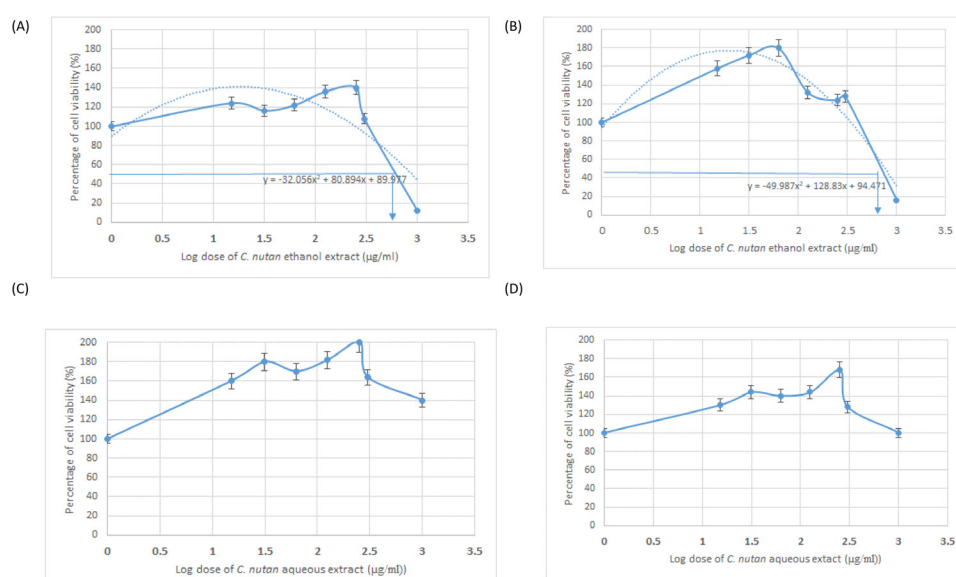 (A)
Percentage of cell viability (%)
200
180
160
140
120
100
80
60
40
20
0
y = -32.056x² + 80.894x + 89.977
0 0.5 1 1.5 2 2.5 3 3.5
Log dose of C. nutan ethanol extract (µg/ml)
(B)
Percentage of cell viability (%)
200
180
160
140
120
100
80
60
40
20
0
y = -49.987x² + 128.83x + 94.471
0 0.5 1 1.5 2 2.5 3 3.5
Log dose of C. nutan ethanol extract (µg/ml)
(C)
Percentage of cell viability (%)
200
180
160
140
120
100
80
60
40
20
0
0 0.5 1 1.5 2 2.5 3 3.5
Log dose of C. nutan aqueous extract (µg/ml))
(D)
Percentage of cell viability (%)
200
180
160
140
120
100
80
60
40
20
0
0 0.5 1 1.5 2 2.5 3 3.5
Log dose of C. nutan aqueous extact (µg/ml))